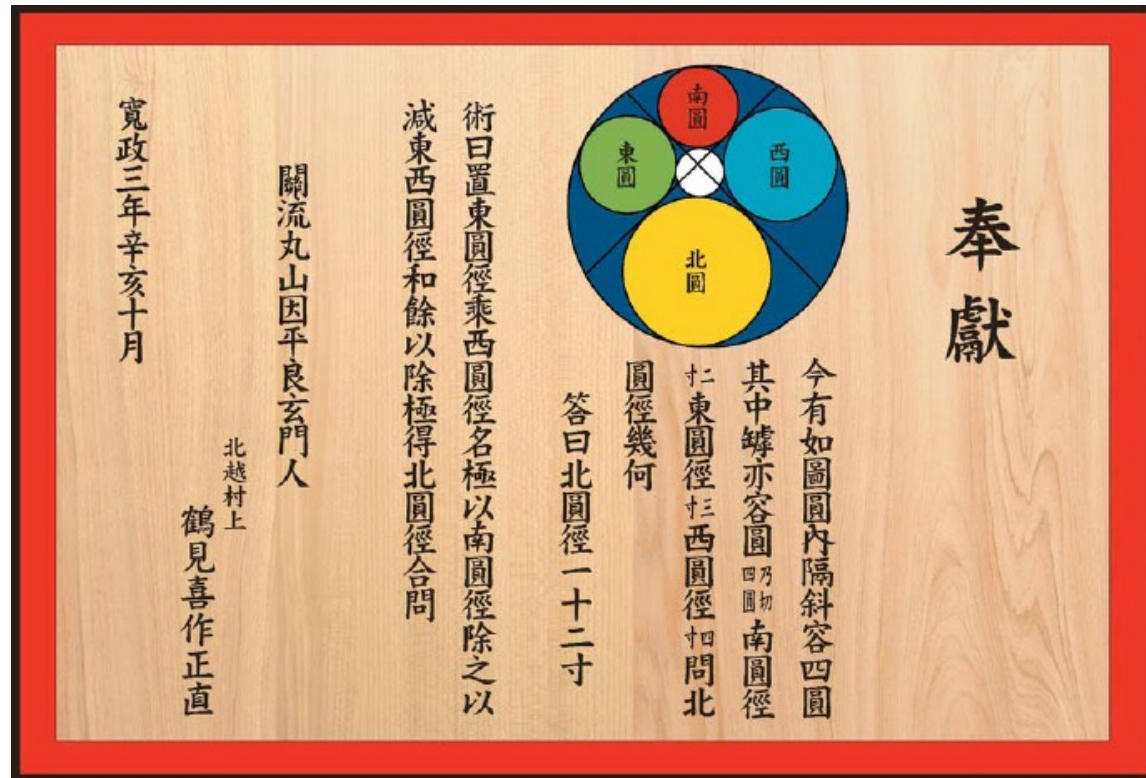 奉獻
今有如圖圓内隔斜容四圓
其中罅亦容圓乃切四圓南圓徑
二寸東圓徑三寸西圓徑四寸問北
圓徑幾何
答曰北圓徑一十二寸
術曰置東圓徑乘西圓徑名極以南圓徑除之以
減東西圓徑和餘以除極得北圓徑合問
關流丸山因平良玄門人
北越村上
鶴見喜作正直
寬政三年辛亥十月
南圓
東圓
西圓
北圓